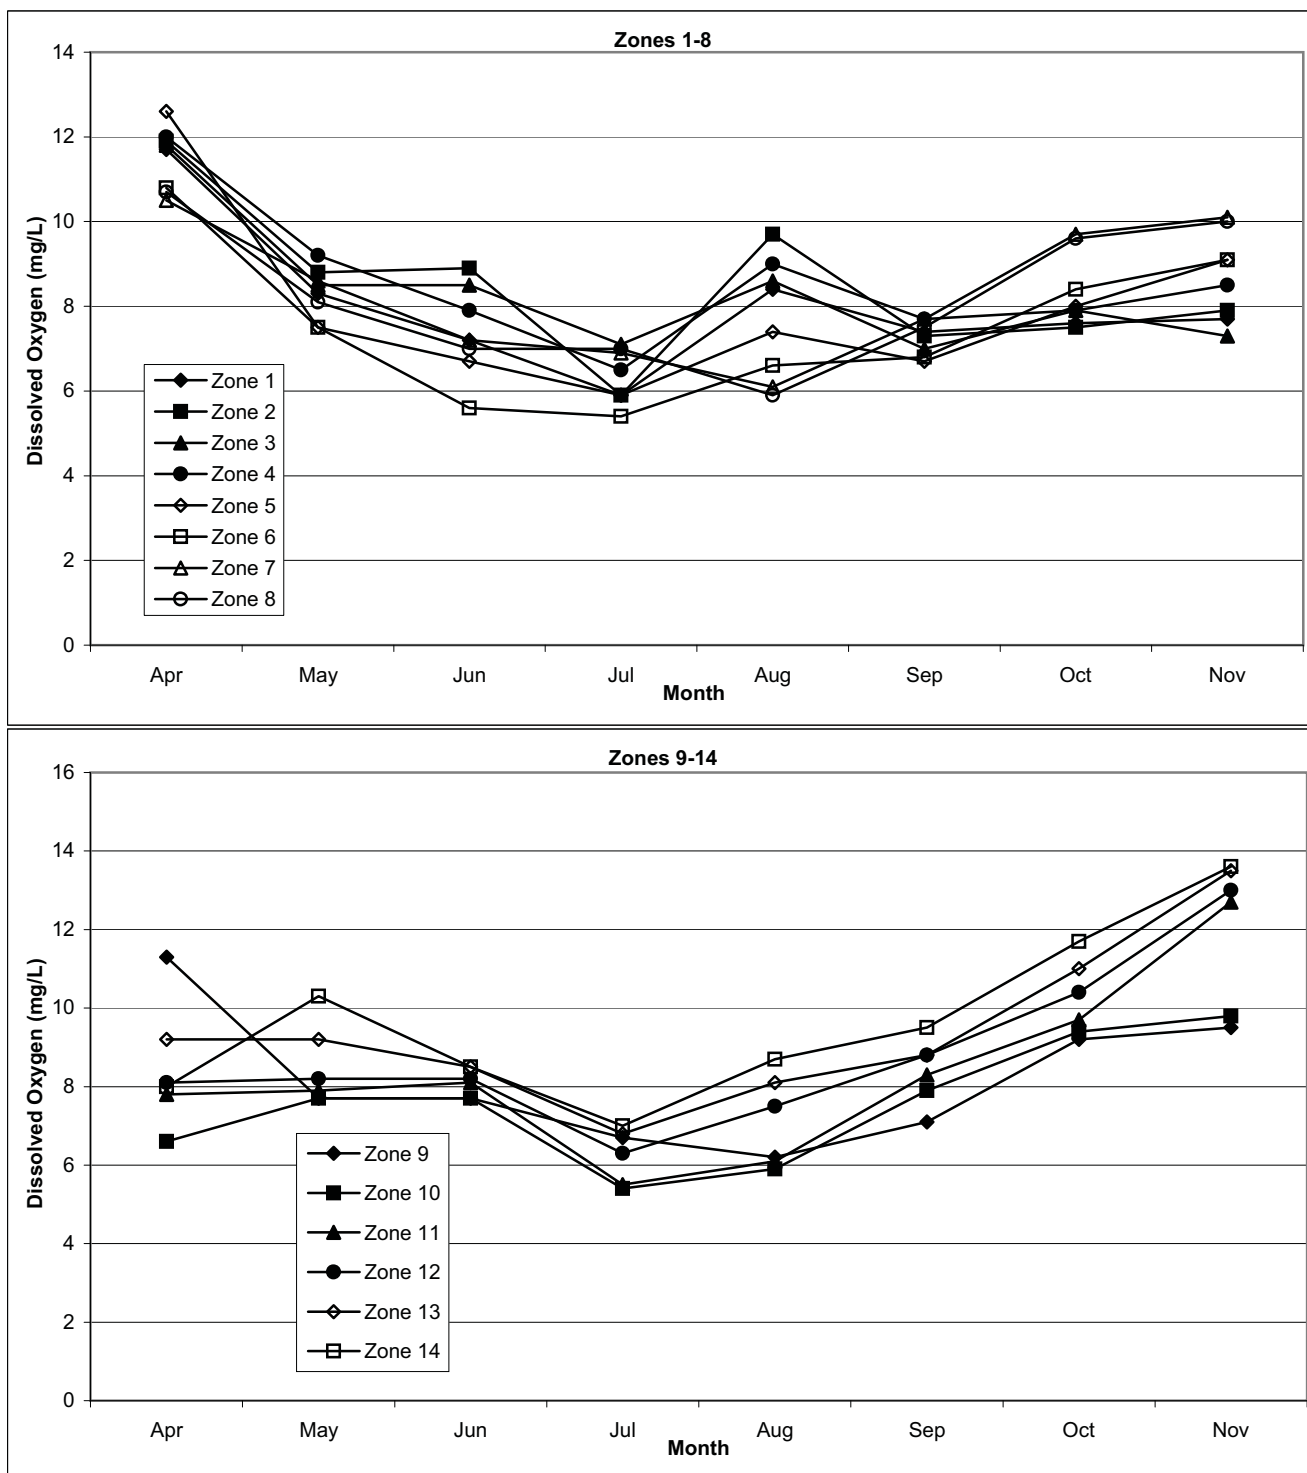 Zones 1-8
14
12
10
8
6
4
2
0
Dissolved Oxygen (mg/L)
Zone 1
Zone 2
Zone 3
Zone 4
Zone 5
Zone 6
Zone 7
Zone 8
Apr May Jun Jul Aug Sep Oct Nov
Month
Zones 9-14
16
14
12
10
8
6
4
2
0
Dissolved Oxygen (mg/L)
Zone 9
Zone 10
Zone 11
Zone 12
Zone 13
Zone 14
Apr May Jun Jul Aug Sep Oct Nov
Month